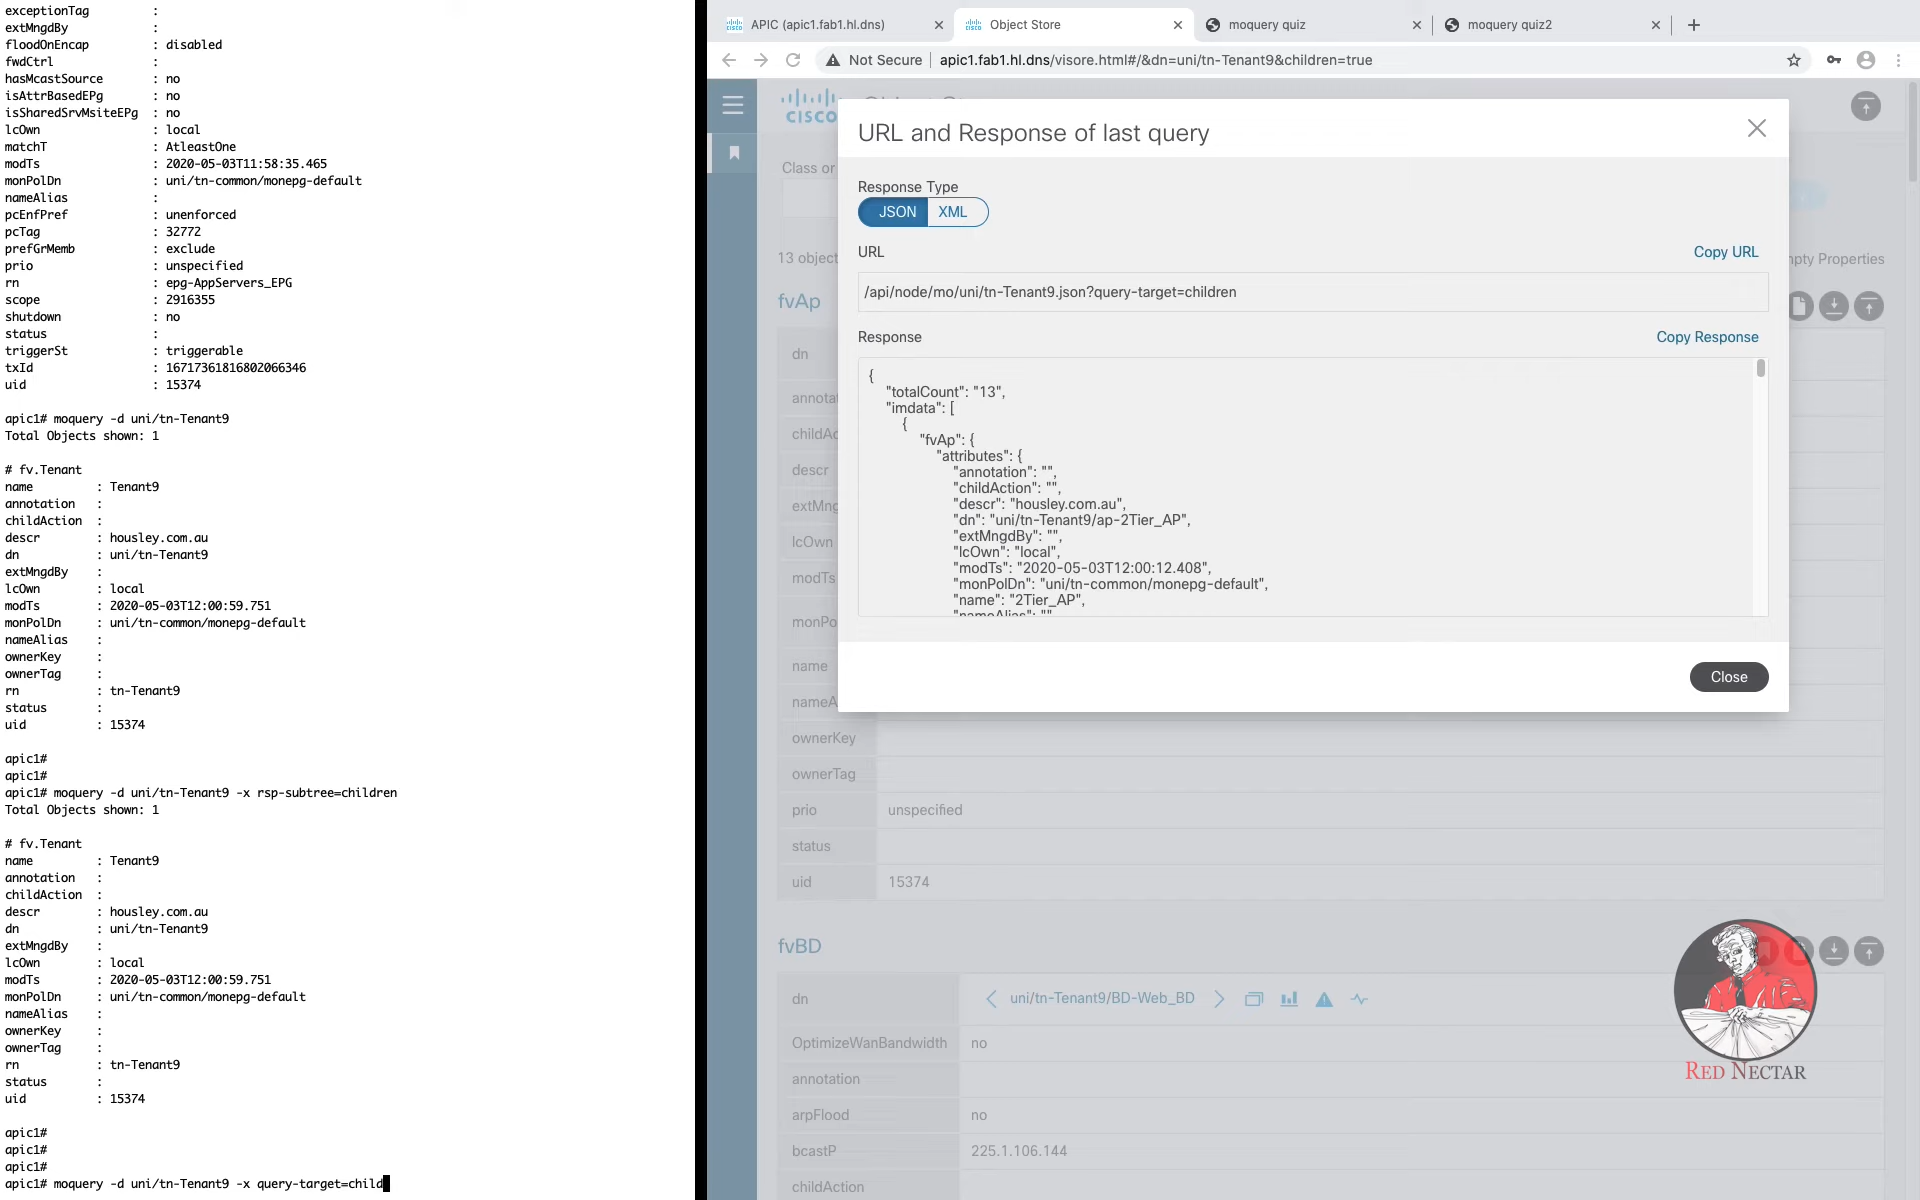 exceptionTag :
extMngdBy :
floodOnEncap : disabled
fwdCtrl :
hasMcastSource : no
isAttrBasedEPg : no
isSharedSrvMsiteEPg : no
lcOwn : local
matchT : AtleastOne
modTs : 2020-05-03T11:58:35.465
monPolDn : uni/tn-common/monepg-default
nameAlias :
pcEnfPref : unenforced
pcTag : 32772
prefGrMemb : exclude
prio : unspecified
rn : epg-AppServers_EPG
scope : 2916355
shutdown : no
status :
triggerSt : triggerable
txId : 16717361816802066346
uid : 15374
apic1# moquery -d uni/tn-Tenant9
Total Objects shown: 1
# fv.Tenant
name : Tenant9
annotation :
childAction :
descr : housley.com.au
dn : uni/tn-Tenant9
extMngdBy :
lcOwn : local
modTs : 2020-05-03T12:00:59.751
monPolDn : uni/tn-common/monepg-default
nameAlias :
ownerKey :
ownerTag :
rn : tn-Tenant9
status :
uid : 15374
apic1#
apic1#
apic1# moquery -d uni/tn-Tenant9 -x rsp-subtree=children
Total Objects shown: 1
# fv.Tenant
name : Tenant9
annotation :
childAction :
descr : housley.com.au
dn : uni/tn-Tenant9
extMngdBy :
lcOwn : local
modTs : 2020-05-03T12:00:59.751
monPolDn : uni/tn-common/monepg-default
nameAlias :
ownerKey :
ownerTag :
rn : tn-Tenant9
status :
uid : 15374
apic1#
apic1#
apic1#
apic1# moquery -d uni/tn-Tenant9 -x query-target=child
APIC (apic1.fab1.hl.dns)
Object Store
moquery quiz
moquery quiz2
Not Secure | apic1.fab1.hl.dns/visore.html#/&dn=uni/tn-Tenant9&children=true
cisco
Class or
13 object
mpty Properties
URL and Response of last query
Response Type
JSON XML
URL
Copy URL
/api/node/mo/uni/tn-Tenant9.json?query-target=children
Response
Copy Response
{
"totalCount": "13",
"imdata": [
{
"fvAp": {
"attributes": {
"annotation": "",
"childAction": "",
"descr": "housley.com.au",
"dn": "uni/tn-Tenant9/ap-2Tier_AP",
"extMngdBy": "",
"lcOwn": "local",
"modTs": "2020-05-03T12:00:12.408",
"monPolDn": "uni/tn-common/monepg-default",
"name": "2Tier_AP",
"nameAlias": ""
Close
fvAp
dn
annotat
childAc
descr
extMng
lcOwn
modTs
monPo
name
nameA
ownerKey
ownerTag
prio unspecified
status
uid 15374
fvBD
dn uni/tn-Tenant9/BD-Web_BD
OptimizeWanBandwidth no
annotation
arpFlood no
bcastP 225.1.106.144
childAction
RED NECTAR